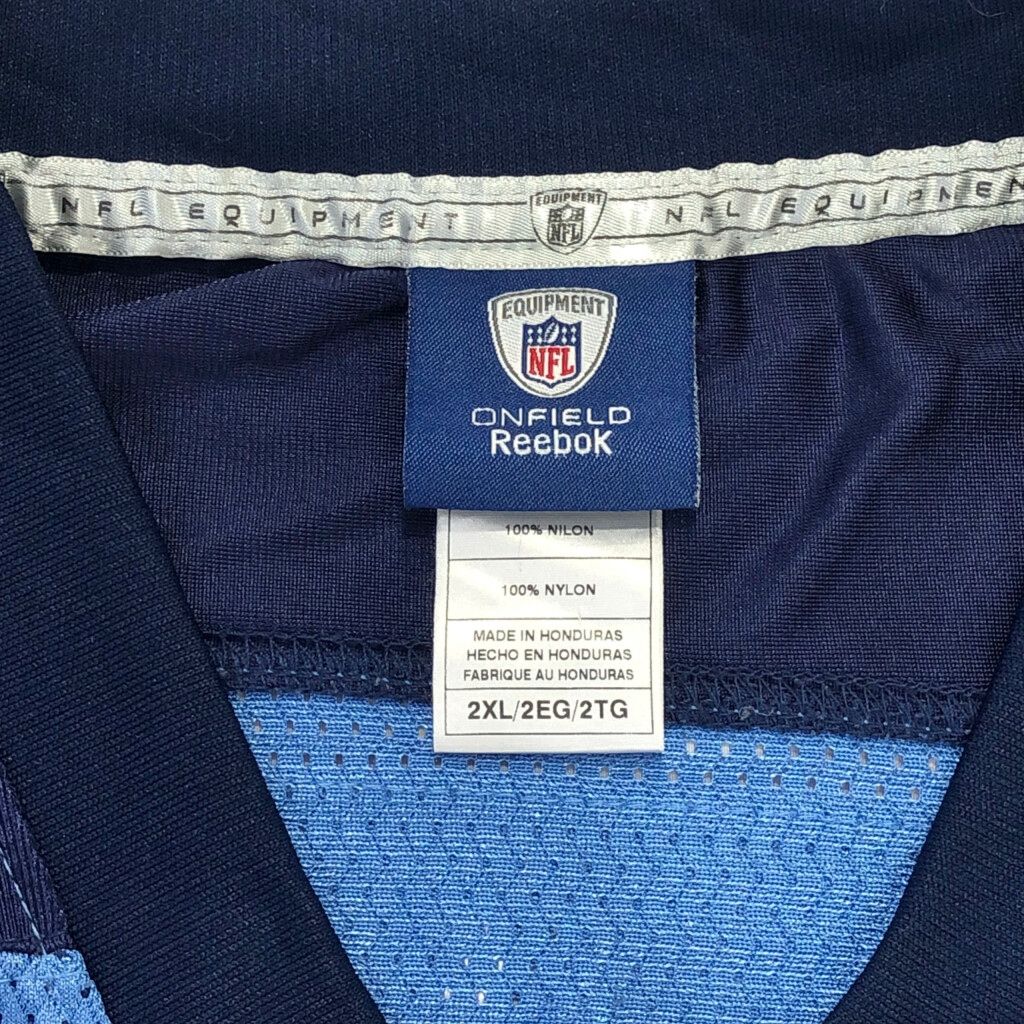 NFL EQUIPMENT
EQUIPMENT
NFL
NFL EQUIPMEN
EQUIPMENT
NFL
ONFIELD
Reebok
100% NILON
100% NYLON
MADE IN HONDURAS
HECHO EN HONDURAS
FABRIQUE AU HONDURAS
2XL/2EG/2TG